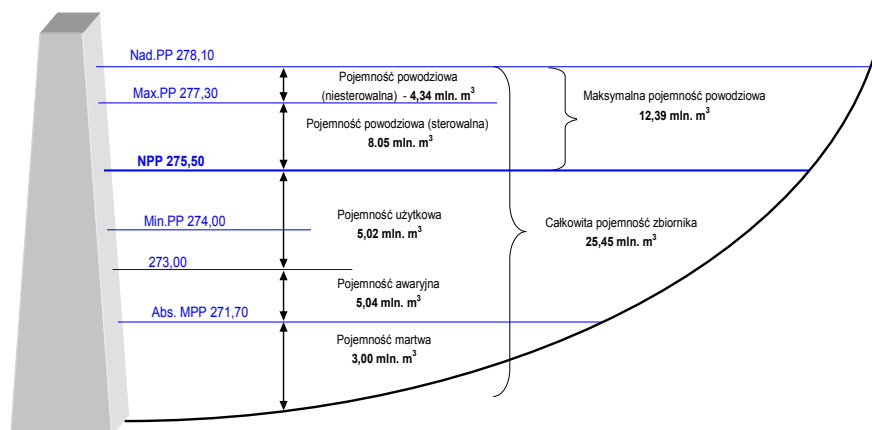 Nad.PP 278,10
Pojemność powodziowa
(niesterowalna) - 4,34 mln. m³
Max.PP 277,30
Maksymalna pojemność powodziowa
12,39 mln. m³
Pojemność powodziowa (sterowalna)
8.05 mln. m³
NPP 275,50
Min.PP 274,00
Pojemność użytkowa
5,02 mln. m³
Całkowita pojemność zbiornika
25,45 mln. m³
273,00
Pojemność awaryjna
5,04 mln. m³
Abs. MPP 271,70
Pojemność martwa
3,00 mln. m³